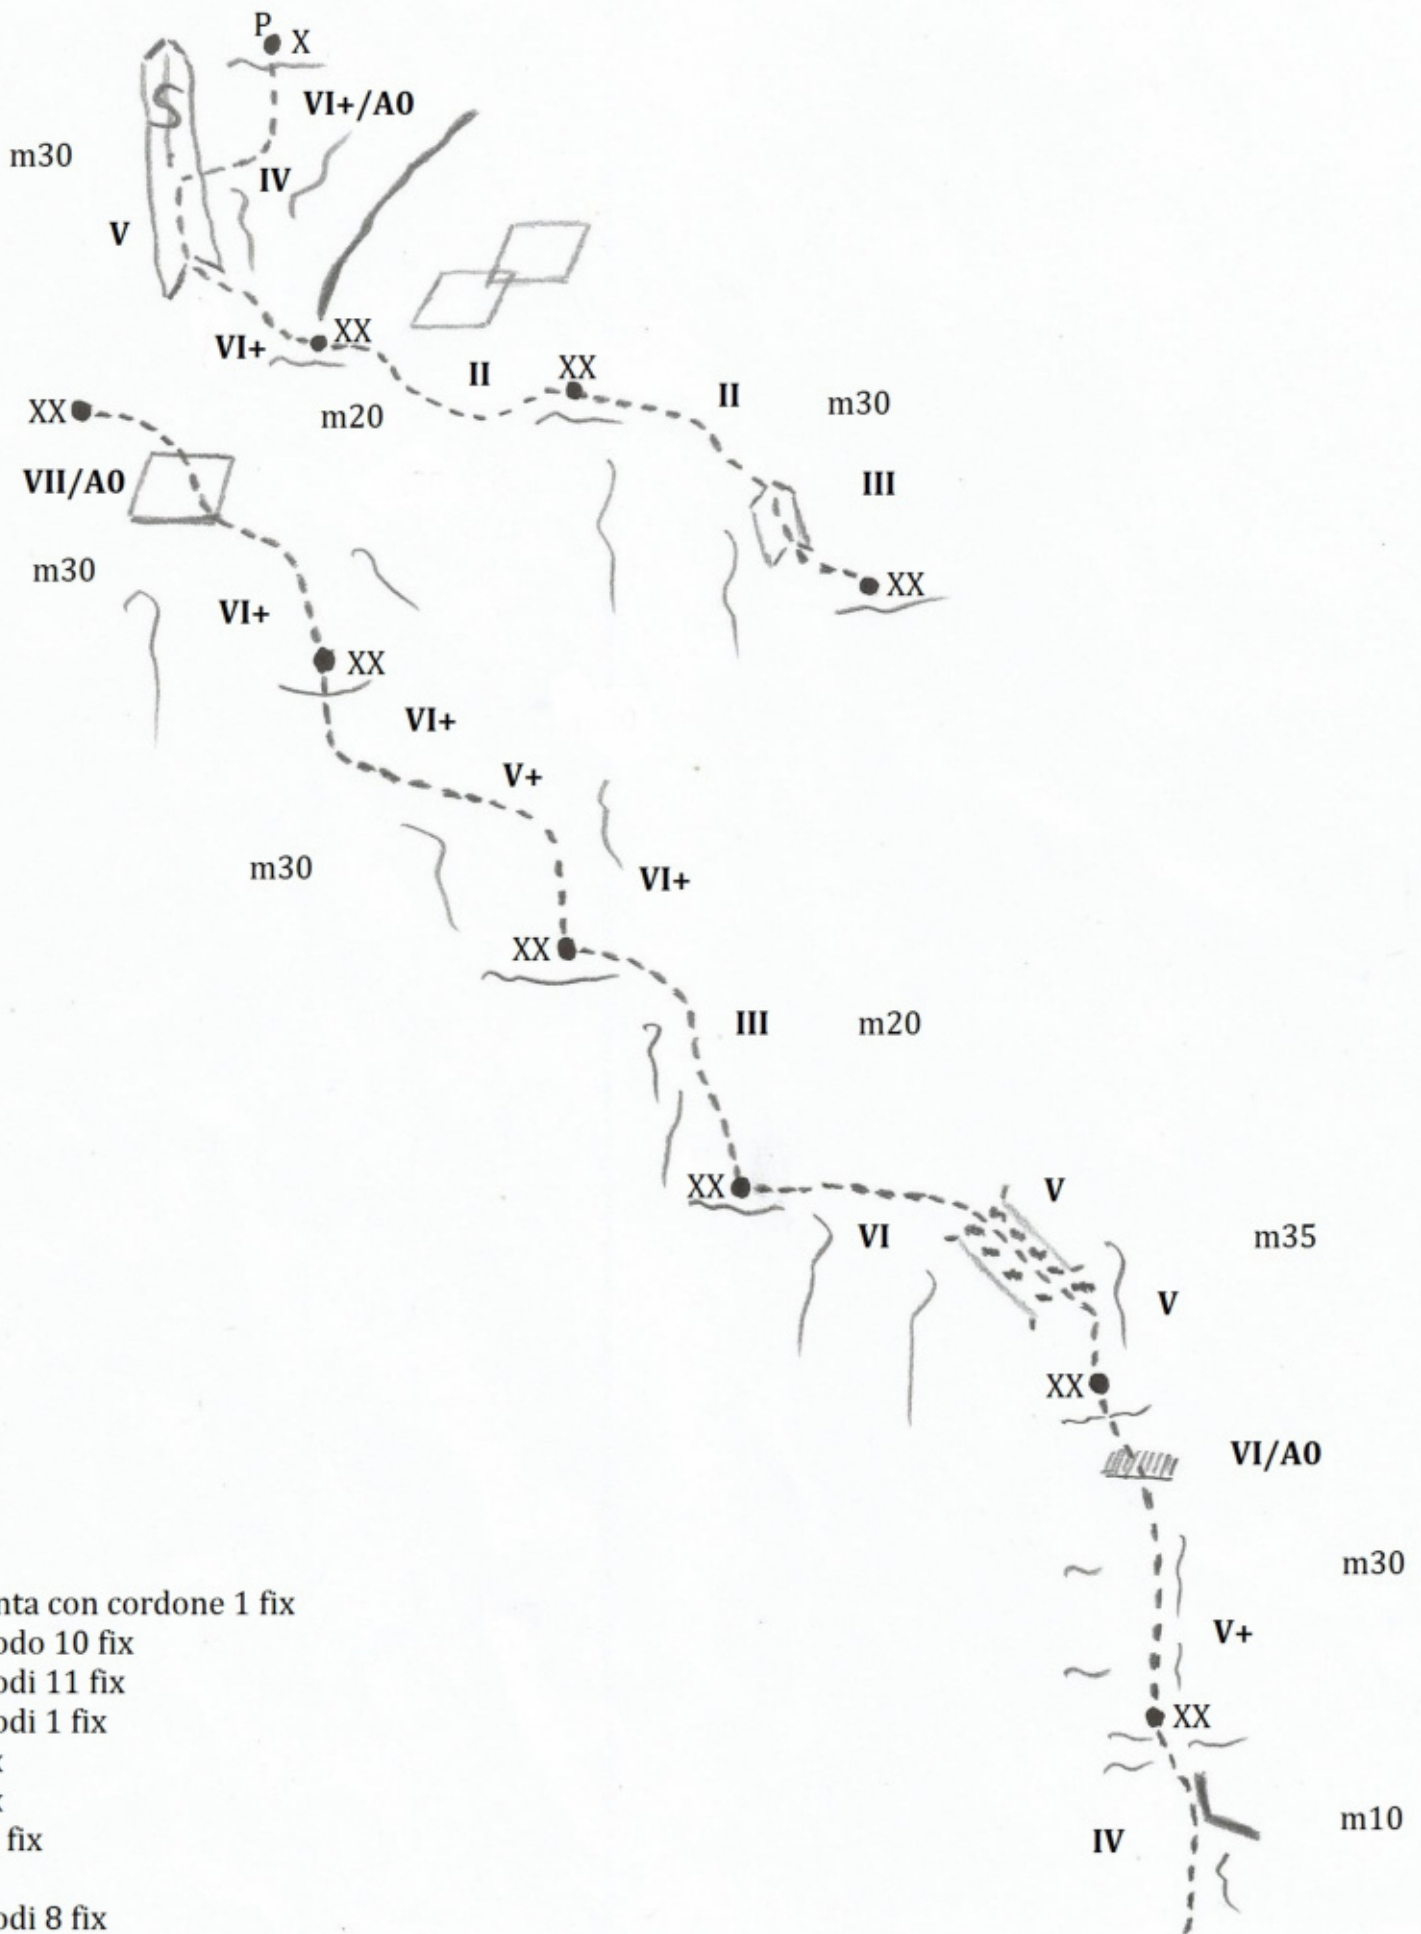 P
X
VI+/A0
S
m30
IV
V
XX
VI+
II
XX
II
m30
XX
m20
VII/A0
III
m30
XX
VI+
XX
VI+
V+
m30
VI+
XX
III
m20
XX
V
VI
m35
V
XX
VI/A0
m30
nta con cordone 1 fix
V+
odo 10 fix
odi 11 fix
XX
odi 1 fix
x
x
m10
fix
IV
odi 8 fix